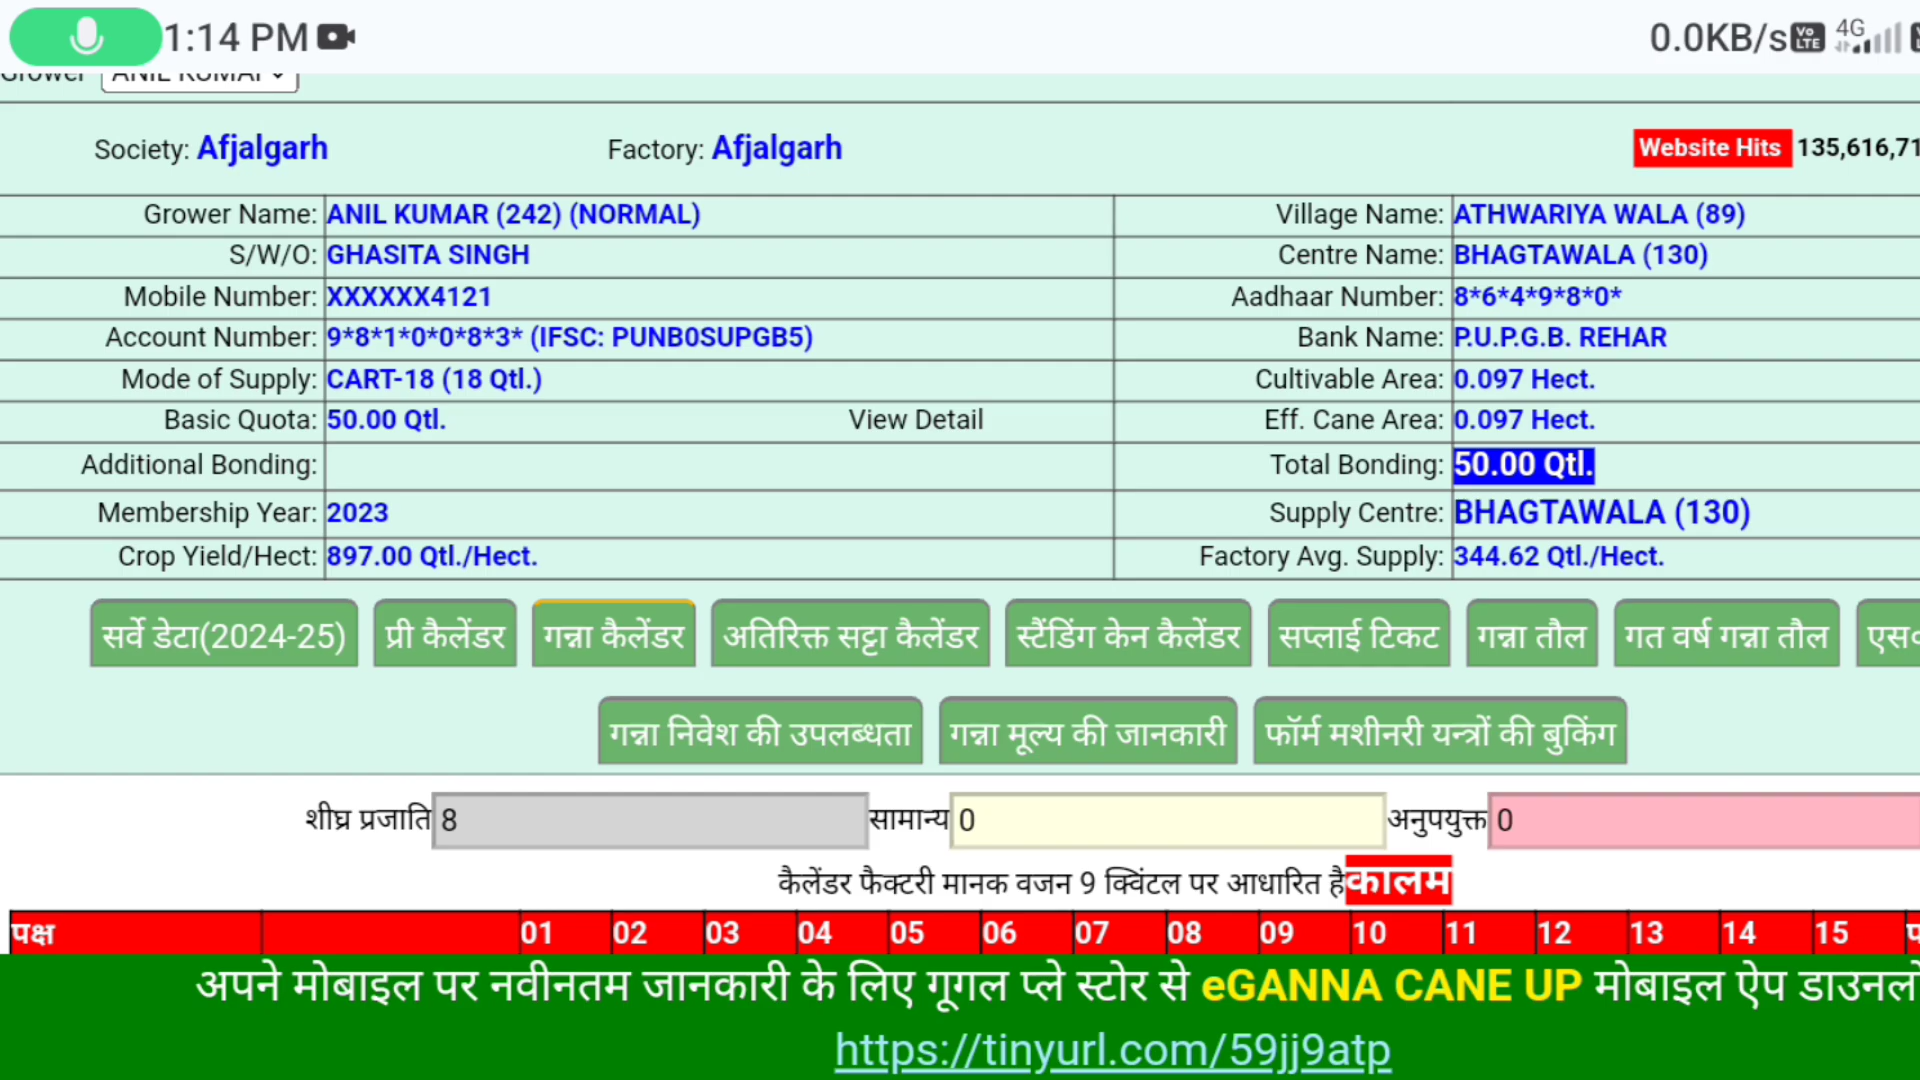 1:14 PM 0.0KB/s Vo LTE 4G
Grower ANIL KUMAI
Society: Afjalgarh Factory: Afjalgarh Website Hits 135,616,71
Grower Name: ANIL KUMAR (242) (NORMAL) Village Name: ATHWARIYA WALA (89)
S/W/O: GHASITA SINGH Centre Name: BHAGTAWALA (130)
Mobile Number: XXXXXX4121 Aadhaar Number: 8*6*4*9*8*0*
Account Number: 9*8*1*0*0*8*3* (IFSC: PUNB0SUPGB5) Bank Name: P.U.P.G.B. REHAR
Mode of Supply: CART-18 (18 Qtl.) Cultivable Area: 0.097 Hect.
Basic Quota: 50.00 Qtl. View Detail Eff. Cane Area: 0.097 Hect.
Additional Bonding: Total Bonding: 50.00 Qtl.
Membership Year: 2023 Supply Centre: BHAGTAWALA (130)
Crop Yield/Hect: 897.00 Qtl./Hect. Factory Avg. Supply: 344.62 Qtl./Hect.
सर्वे डेटा(2024-25) प्री कैलेंडर गन्ना कैलेंडर अतिरिक्त सट्टा कैलेंडर स्टैंडिंग केन कैलेंडर सप्लाई टिकट गन्ना तौल गत वर्ष गन्ना तौल एस०
गन्ना निवेश की उपलब्धता गन्ना मूल्य की जानकारी फॉर्म मशीनरी यन्त्रों की बुकिंग
शीघ्र प्रजाति 8 सामान्य 0 अनुपयुक्त 0
कैलेंडर फैक्टरी मानक वजन 9 क्विंटल पर आधारित है कालम
पक्ष 01 02 03 04 05 06 07 08 09 10 11 12 13 14 15
अपने मोबाइल पर नवीनतम जानकारी के लिए गूगल प्ले स्टोर से eGANNA CANE UP मोबाइल ऐप डाउनलो
https://tinyurl.com/59jj9atp